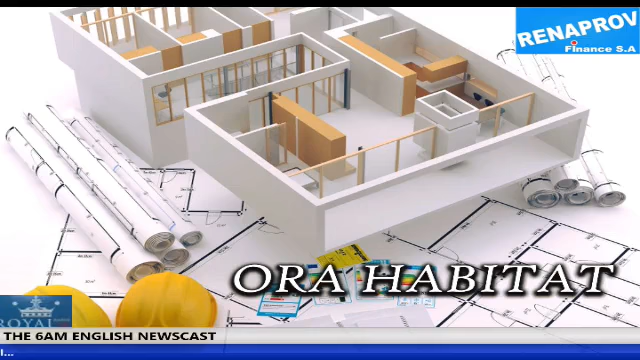 RENAPROV
Finance S.A
ORA HABITAT
ROYAL
THE 6AM ENGLISH NEWSCAST